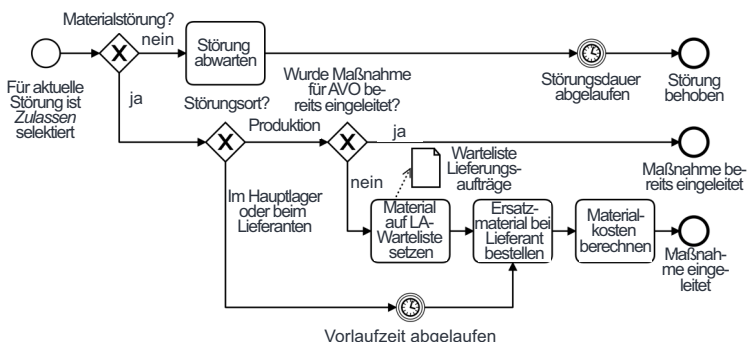 Materialstörung?
nein
Störung
abwarten
Für aktuelle
Störung ist
Zulassen
selektiert
ja
Störungsdauer
abgelaufen
Störung
behoben
Störungsort?
Produktion
Wurde Maßnahme
für AVO be-
reits eingeleitet?
ja
Maßnahme be-
reits eingeleitet
nein
Warteliste
Lieferungs-
aufträge
Im Hauptlager
oder beim
Lieferanten
Material
auf LA-
Warteliste
setzen
Ersatz-
material bei
Lieferant
bestellen
Material-
kosten
berechnen
Maßnah-
me einge-
leitet
Vorlaufzeit abgelaufen